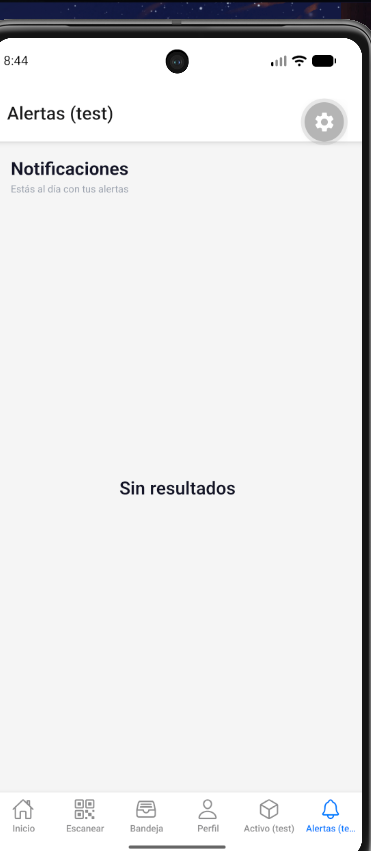 8:44
Alertas (test)
Notificaciones
Estás al día con tus alertas
Sin resultados
Inicio
Escanear
Bandeja
Perfil
Activo (test)
Alertas (te...